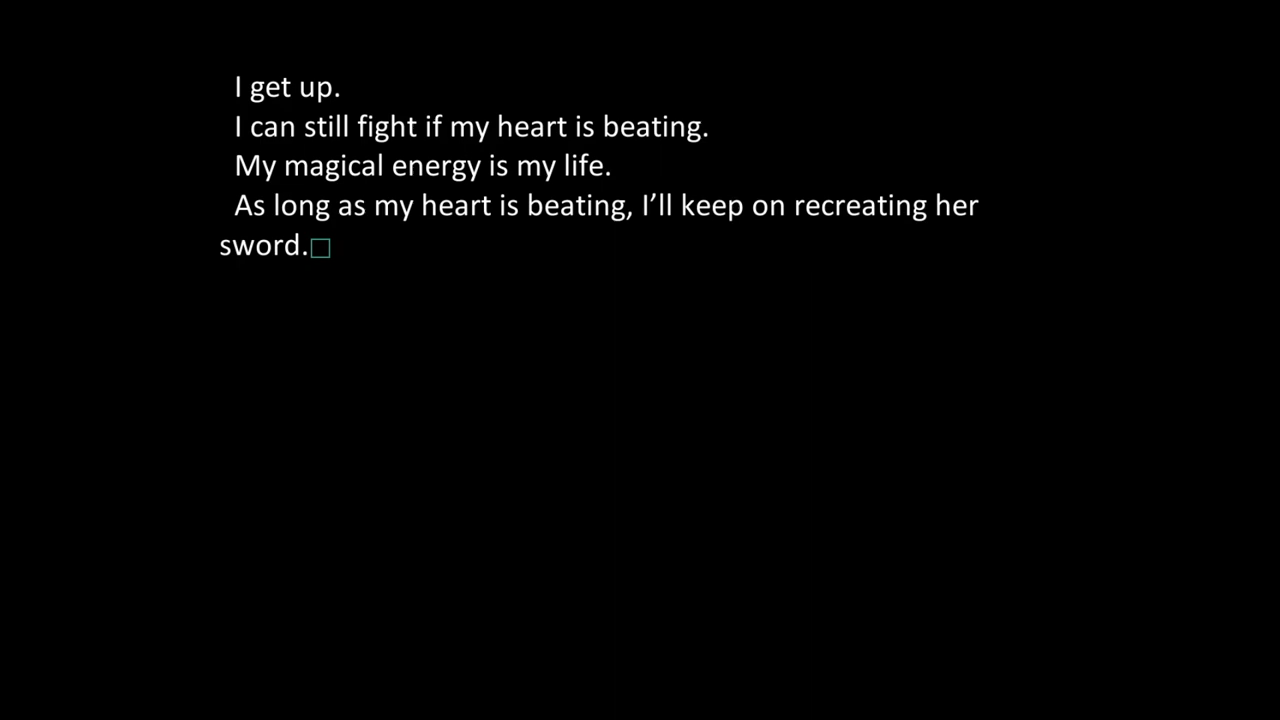 I get up.
I can still fight if my heart is beating.
My magical energy is my life.
As long as my heart is beating, I’ll keep on recreating her
sword.